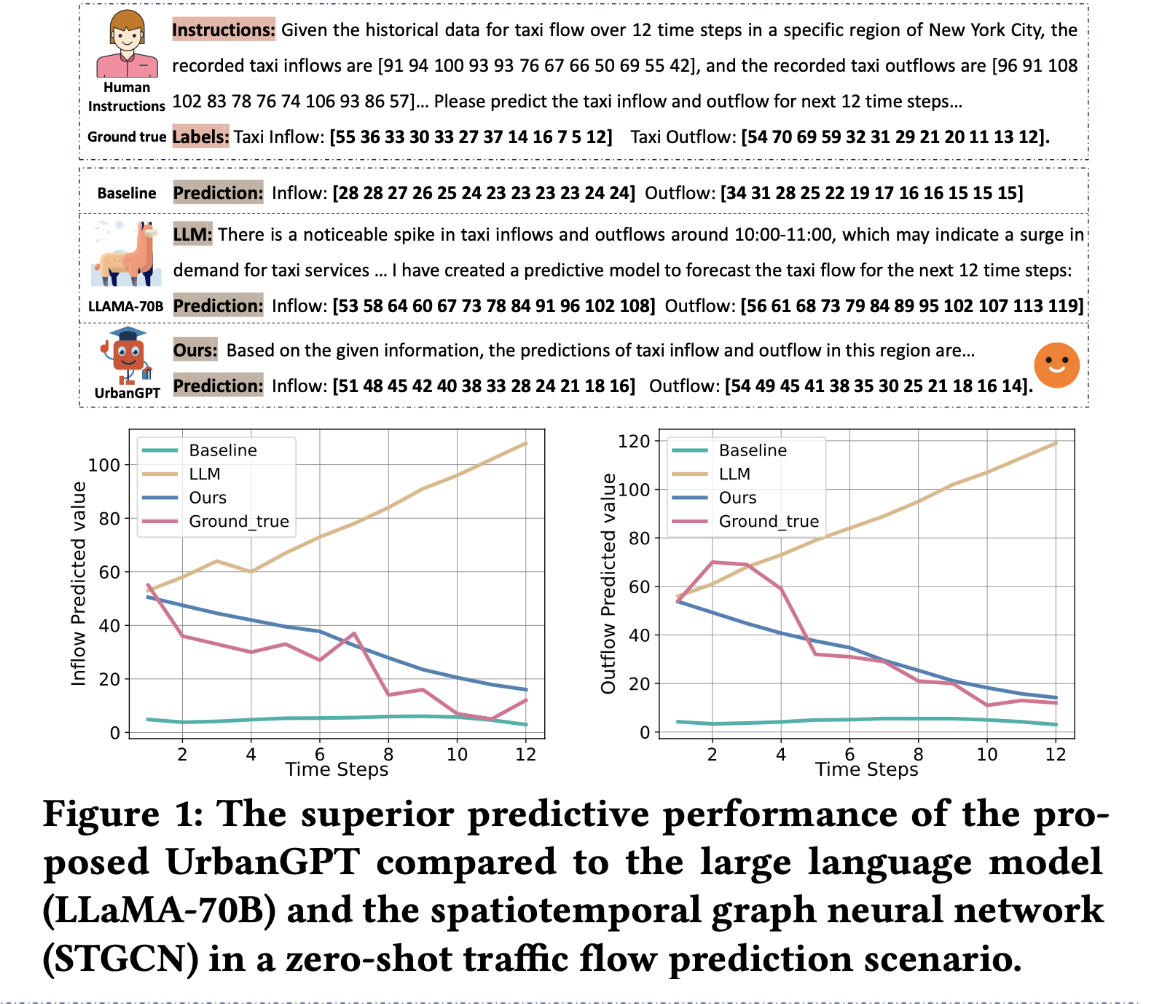 Instructions: Given the historical data for taxi flow over 12 time steps in a specific region of New York City, the
recorded taxi inflows are [91 94 100 93 93 76 67 66 50 69 55 42], and the recorded taxi outflows are [96 91 108
Human
Instructions
102 83 78 76 74 106 93 86 57]... Please predict the taxi inflow and outflow for next 12 time steps...
Ground true Labels: Taxi Inflow: [55 36 33 30 33 27 37 14 16 7 5 12] Taxi Outflow: [54 70 69 59 32 31 29 21 20 11 13 12].
Baseline Prediction: Inflow: [28 28 27 26 25 24 23 23 23 23 24 24] Outflow: [34 31 28 25 22 19 17 16 16 15 15 15]
LLM: There is a noticeable spike in taxi inflows and outflows around 10:00-11:00, which may indicate a surge in
demand for taxi services ... I have created a predictive model to forecast the taxi flow for the next 12 time steps:
LLAMA-70B Prediction: Inflow: [53 58 64 60 67 73 78 84 91 96 102 108] Outflow: [56 61 68 73 79 84 89 95 102 107 113 119]
Ours: Based on the given information, the predictions of taxi inflow and outflow in this region are...
UrbanGPT Prediction: Inflow: [51 48 45 42 40 38 33 28 24 21 18 16] Outflow: [54 49 45 41 38 35 30 25 21 18 16 14].
Inflow Predicted value
100
80
60
40
20
0
Baseline
LLM
Ours
Ground_true
2 4 6 8 10 12
Time Steps
Outflow Predicted value
120
100
80
60
40
20
0
Baseline
LLM
Ours
Ground_true
2 4 6 8 10 12
Time Steps
Figure 1: The superior predictive performance of the pro-
posed UrbanGPT compared to the large language model
(LLaMA-70B) and the spatiotemporal graph neural network
(STGCN) in a zero-shot traffic flow prediction scenario.